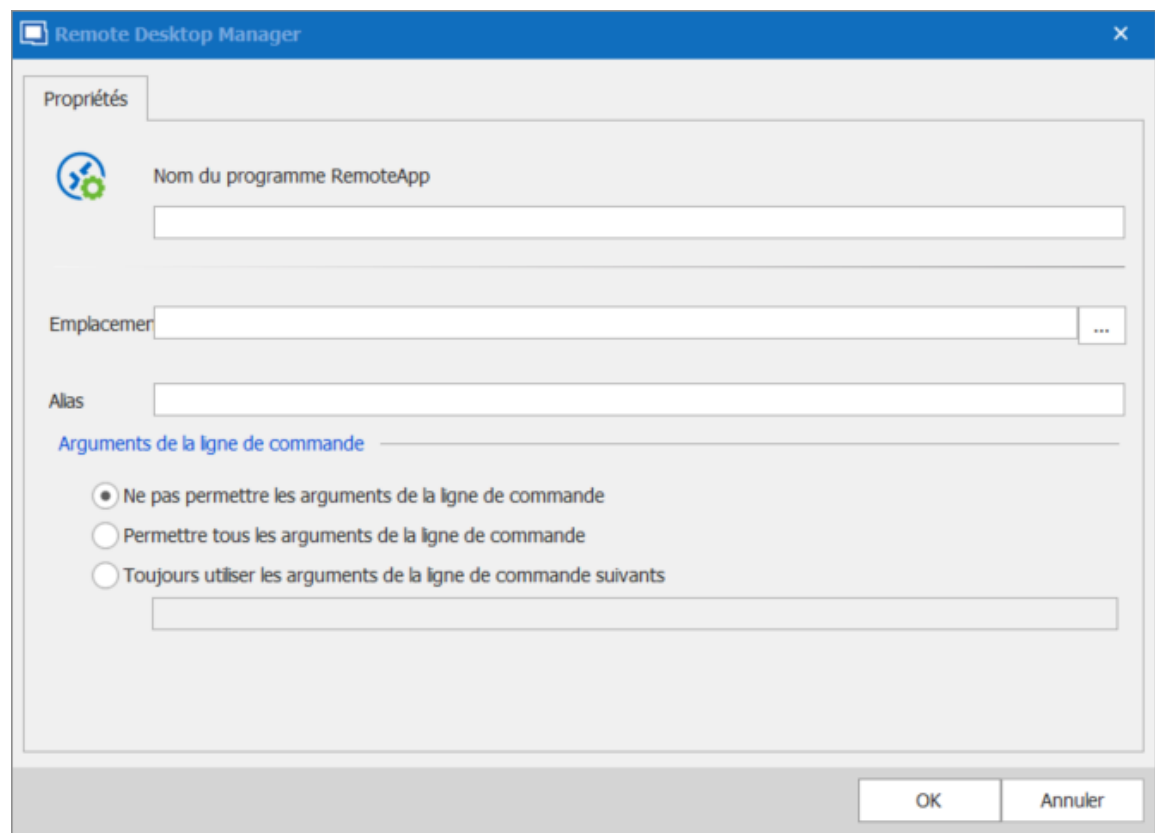 Remote Desktop Manager
Propriétés
Nom du programme RemoteApp
Emplacemen
...
Alias
Arguments de la ligne de commande
Ne pas permettre les arguments de la ligne de commande
Permettre tous les arguments de la ligne de commande
Toujours utiliser les arguments de la ligne de commande suivants
OK
Annuler